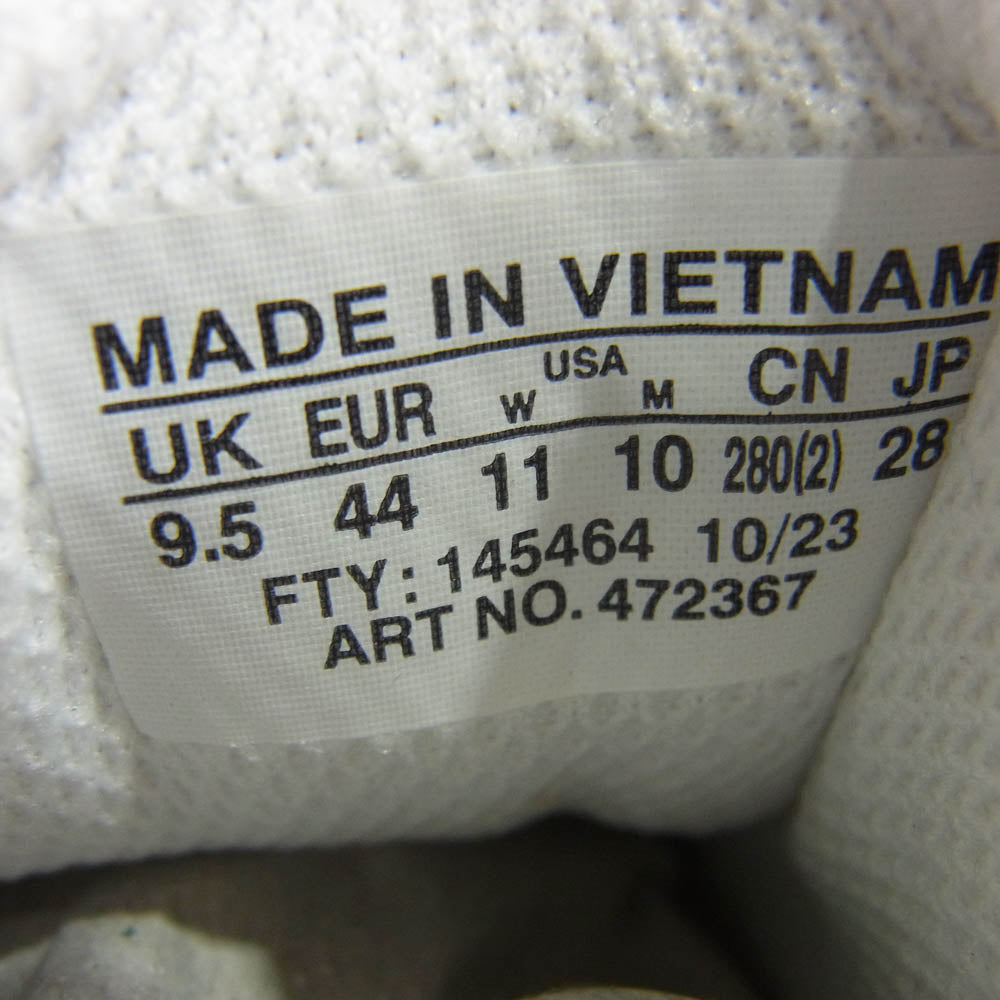 MADE IN VIETNAM
UK EUR USA W M CN JP
9.5 44 11 10 280(2) 28
FTY: 145464 10/23
ART NO. 472367